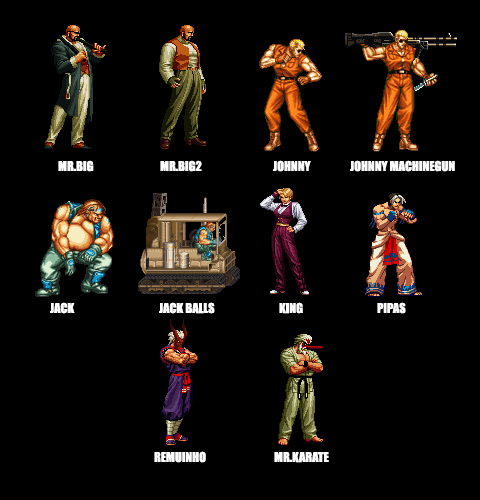 MR.BIG
MR.BIG2
JOHNNY
JOHNNY MACHINEGUN
JACK
JACK BALLS
KING
PIPAS
REMUINHO
MR.KARATE